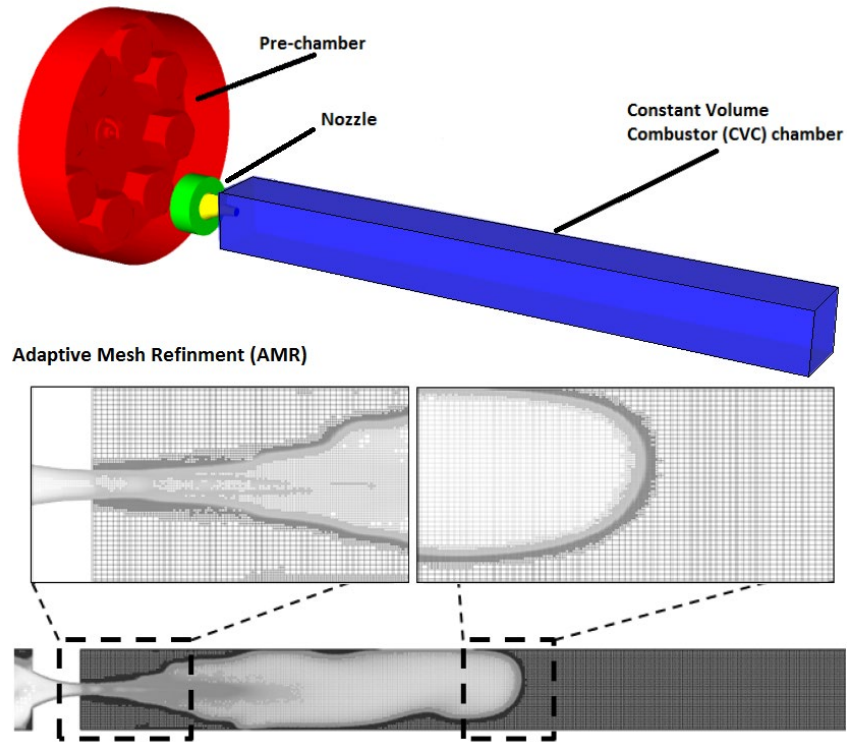 Pre-chamber
Nozzle
Constant Volume
Combustor (CVC) chamber
Adaptive Mesh Refinment (AMR)